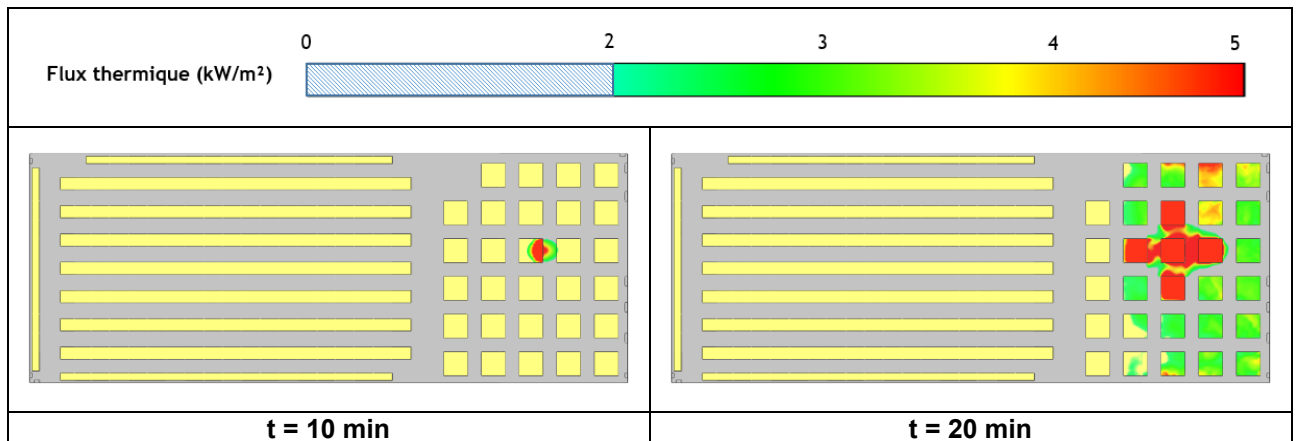 0 2 3 4 5
Flux thermique (kW/m²)
t = 10 min
t = 20 min